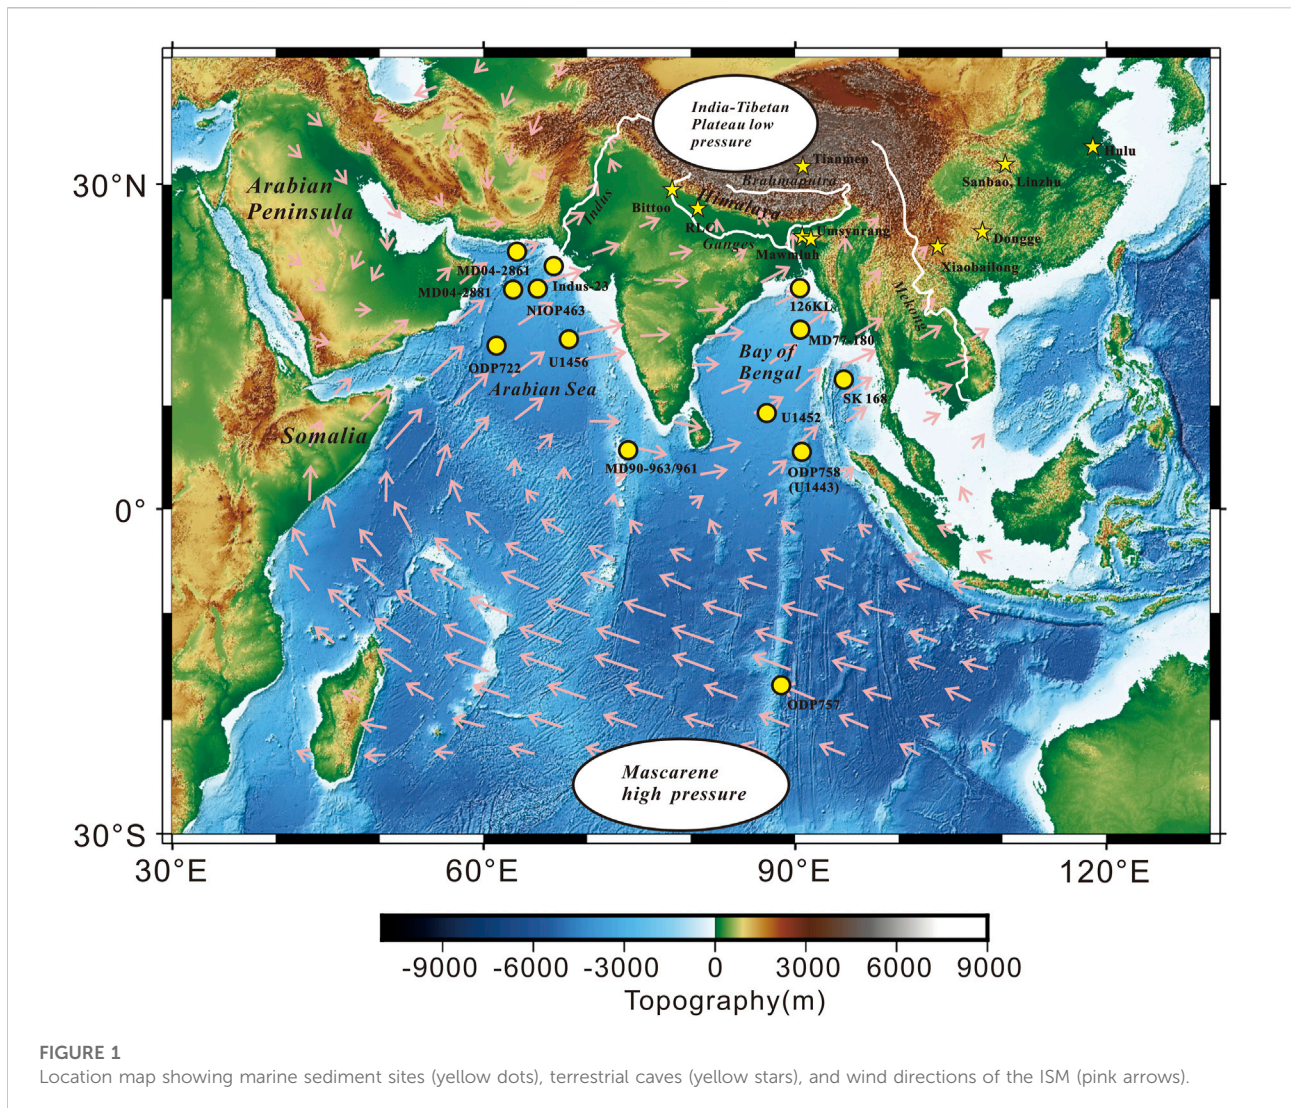 India-Tibetan
Plateau low
pressure
Hulu
Tianmen
Sanbao, Linzhu
30°N
Arabian
Peninsula
Brahmaputra
Himalaya
Bittoo
Indus
RLC
Umsynrang
Dongge
Ganges
Mawmluh
Xiaobailong
MD04-2861
MD04-2881
Indus-23
Mekong
NIOP463
126KL
MD77-180
Bay of
Bengal
ODP722
U1456
Arabian Sea
SK 168
U1452
Somalia
MD90-963/961
ODP758
(U1443)
0°
ODP757
Mascarene
high pressure
30°S
30°E 60°E 90°E 120°E
-9000 -6000 -3000 0 3000 6000 9000
Topography(m)
FIGURE 1
Location map showing marine sediment sites (yellow dots), terrestrial caves (yellow stars), and wind directions of the ISM (pink arrows).